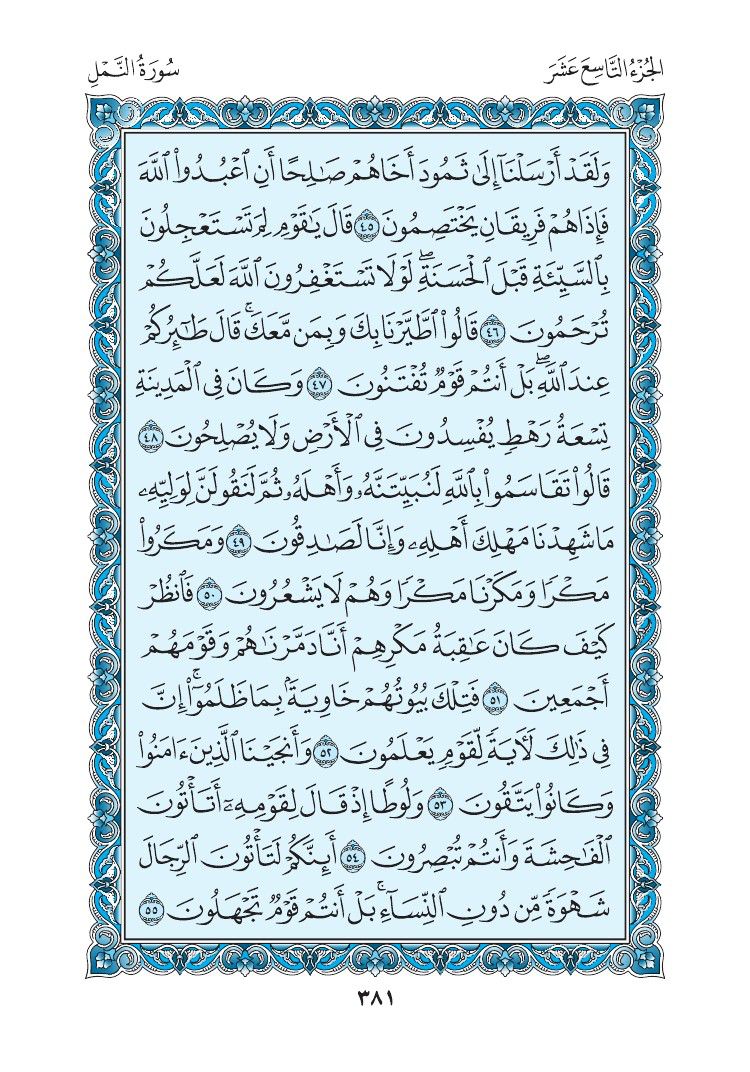 الجُزْءُ التَّاسِعَ عَشَرَ
سُورَةُ النَّمْلِ
وَلَقَدْ أَرْسَلْنَآ إِلَىٰ ثَمُودَ أَخَاهُمْ صَٰلِحًا أَنِ ٱعْبُدُوا۟ ٱللَّهَ
فَإِذَا هُمْ فَرِيقَانِ يَخْتَصِمُونَ ٤٥ قَالَ يَٰقَوْمِ لِمَ تَسْتَعْجِلُونَ
بِٱلسَّيِّئَةِ قَبْلَ ٱلْحَسَنَةِ ۖ لَوْلَا تَسْتَغْفِرُونَ ٱللَّهَ لَعَلَّكُمْ
تُرْحَمُونَ ٤٦ قَالُوا۟ ٱطَّيَّرْنَا بِكَ وَبِمَن مَّعَكَ ۚ قَالَ طَٰٓئِرُكُمْ
عِندَ ٱللَّهِ ۖ بَلْ أَنتُمْ قَوْمٌ تُفْتَنُونَ ٤٧ وَكَانَ فِى ٱلْمَدِينَةِ
تِسْعَةُ رَهْطٍ يُفْسِدُونَ فِى ٱلْأَرْضِ وَلَا يُصْلِحُونَ ٤٨
قَالُوا۟ تَقَاسَمُوا۟ بِٱللَّهِ لَنُبَيِّتَنَّهُۥ وَأَهْلَهُۥ ثُمَّ لَنَقُولَنَّ لِوَلِيِّهِۦ
مَا شَهِدْنَا مَهْلِكَ أَهْلِهِۦ وَإِنَّا لَصَٰدِقُونَ ٤٩ وَمَكَرُوا۟
مَكْرًا وَمَكَرْنَا مَكْرًا وَهُمْ لَا يَشْعُرُونَ ٥٠ فَٱنظُرْ
كَيْفَ كَانَ عَٰقِبَةُ مَكْرِهِمْ أَنَّا دَمَّرْنَٰهُمْ وَقَوْمَهُمْ
أَجْمَعِينَ ٥١ فَتِلْكَ بُيُوتُهُمْ خَاوِيَةًۢ بِمَا ظَلَمُوٓا۟ ۗ إِنَّ
فِى ذَٰلِكَ لَءَايَةً لِّقَوْمٍ يَعْلَمُونَ ٥٢ وَأَنجَيْنَا ٱلَّذِينَ ءَامَنُوا۟
وَكَانُوا۟ يَتَّقُونَ ٥٣ وَلُوطًا إِذْ قَالَ لِقَوْمِهِۦٓ أَتَأْتُونَ
ٱلْفَٰحِشَةَ وَأَنتُمْ تُبْصِرُونَ ٥٤ أَئِنَّكُمْ لَتَأْتُونَ ٱلرِّجَالَ
شَهْوَةً مِّن دُونِ ٱلنِّسَآءِ ۚ بَلْ أَنتُمْ قَوْمٌ تَجْهَلُونَ ٥٥
٣٨١